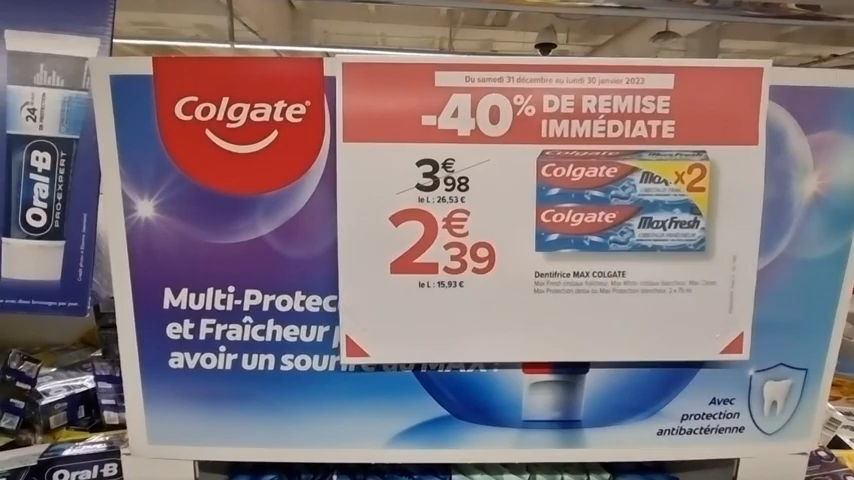 Colgate
Multi-Protec
et Fraîcheur
avoir un sour
Du samedi 31 décembre au lundi 30 janvier 2023
-40% DE REMISE
IMMÉDIATE
3€98
le L : 26,53 €
2€39
le L : 15,93 €
Colgate Max x2
Colgate MaxFresh
Dentifrice MAX COLGATE
Avec
protection
antibactérienne
24
Oral-B
PRO-EXPERT
Oral-B